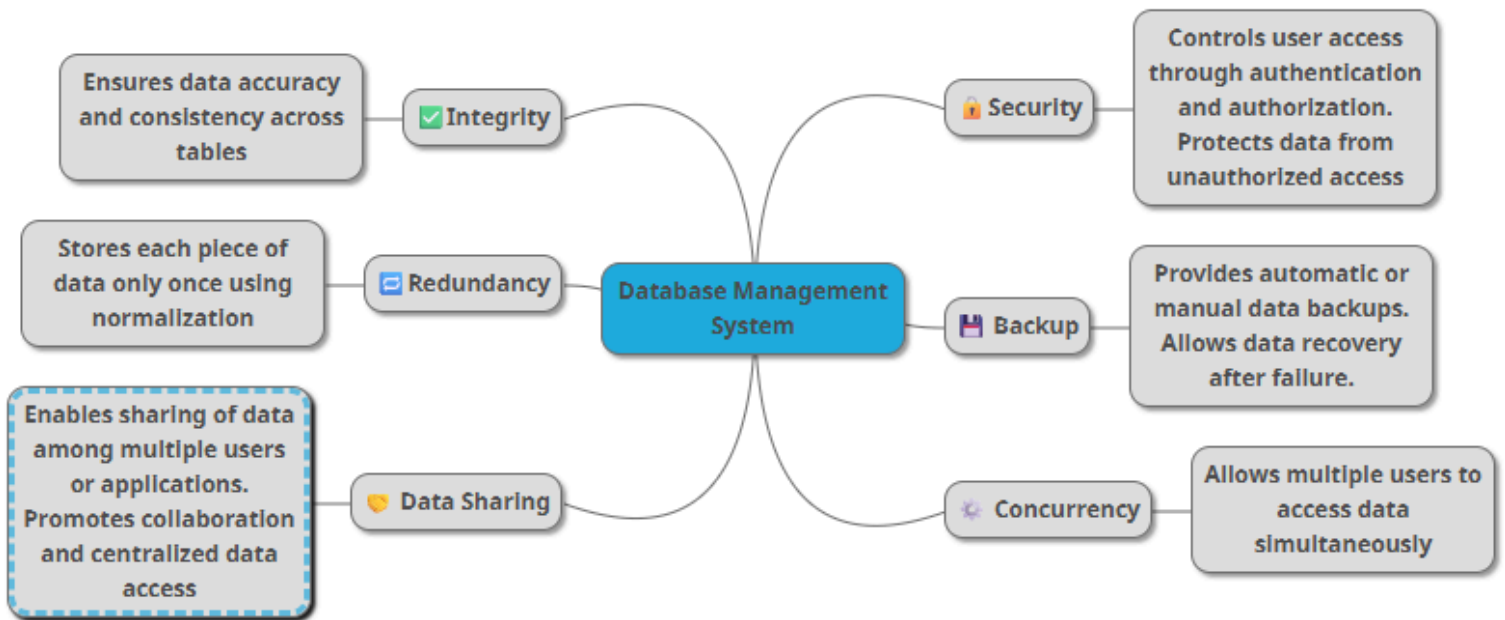 Database Management
System
✅Integrity
Ensures data accuracy
and consistency across
tables
🔁Redundancy
Stores each piece of
data only once using
normalization
🤝 Data Sharing
Enables sharing of data
among multiple users
or applications.
Promotes collaboration
and centralized data
access
🔒Security
Controls user access
through authentication
and authorization.
Protects data from
unauthorized access
💾 Backup
Provides automatic or
manual data backups.
Allows data recovery
after failure.
⚙️ Concurrency
Allows multiple users to
access data
simultaneously